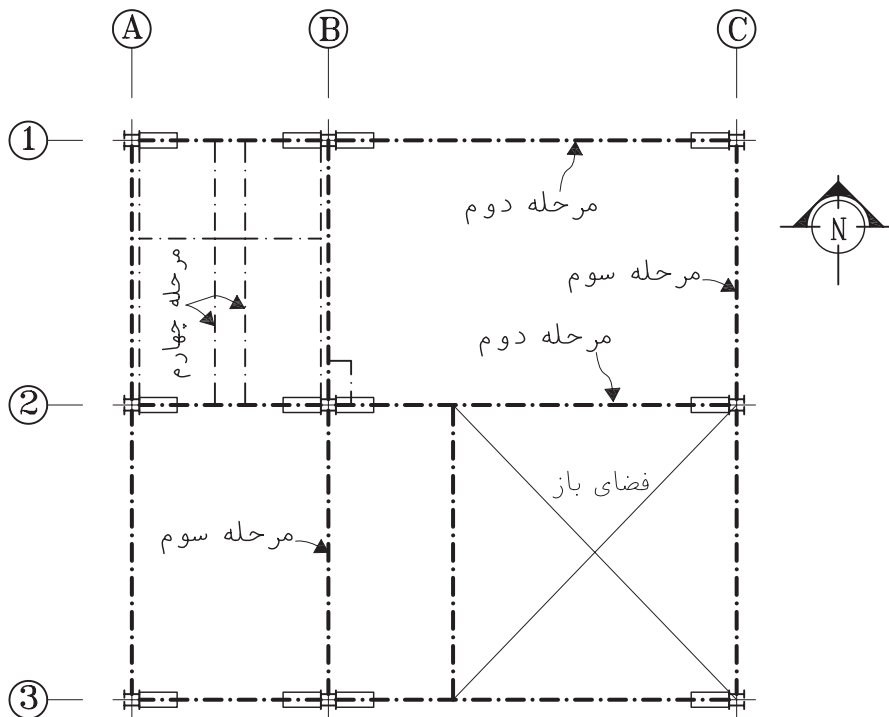 A B C
1
مرحله دوم
N
مرحله سوم
مرحله چهارم
مرحله دوم
2
فضای باز
مرحله سوم
3